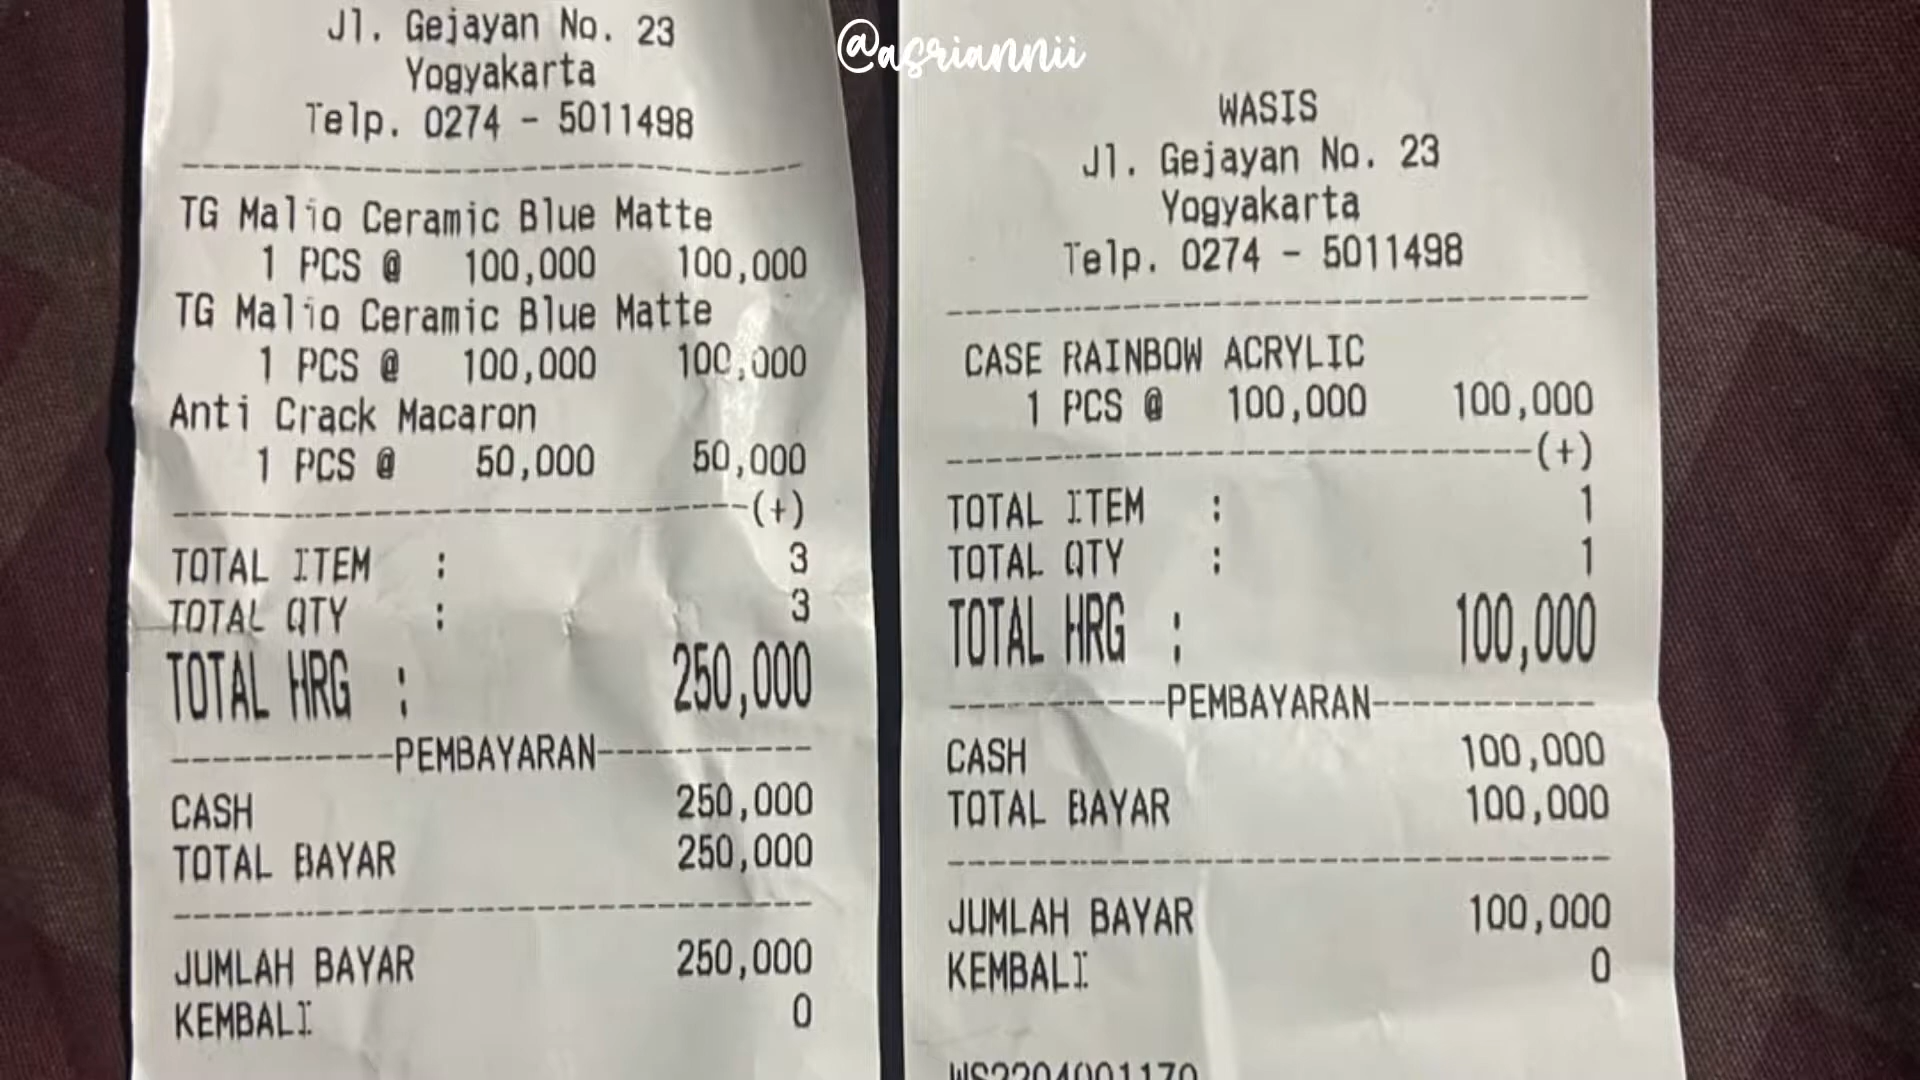 Jl. Gejayan No. 23
Yogyakarta
Telp. 0274 - 5011498
TG Malio Ceramic Blue Matte
1 PCS @ 100,000 100,000
TG Malio Ceramic Blue Matte
1 PCS @ 100,000 100,000
Anti Crack Macaron
1 PCS @ 50,000 50,000
(+)
TOTAL ITEM : 3
TOTAL QTY : 3
TOTAL HRG : 250,000
PEMBAYARAN
CASH 250,000
TOTAL BAYAR 250,000
JUMLAH BAYAR 250,000
KEMBALI 0
@asriannii
WASIS
Jl. Gejayan No. 23
Yogyakarta
Telp. 0274 - 5011498
CASE RAINBOW ACRYLIC
1 PCS @ 100,000 100,000
(+)
TOTAL ITEM : 1
TOTAL QTY : 1
TOTAL HRG : 100,000
PEMBAYARAN
CASH 100,000
TOTAL BAYAR 100,000
JUMLAH BAYAR 100,000
KEMBALI 0